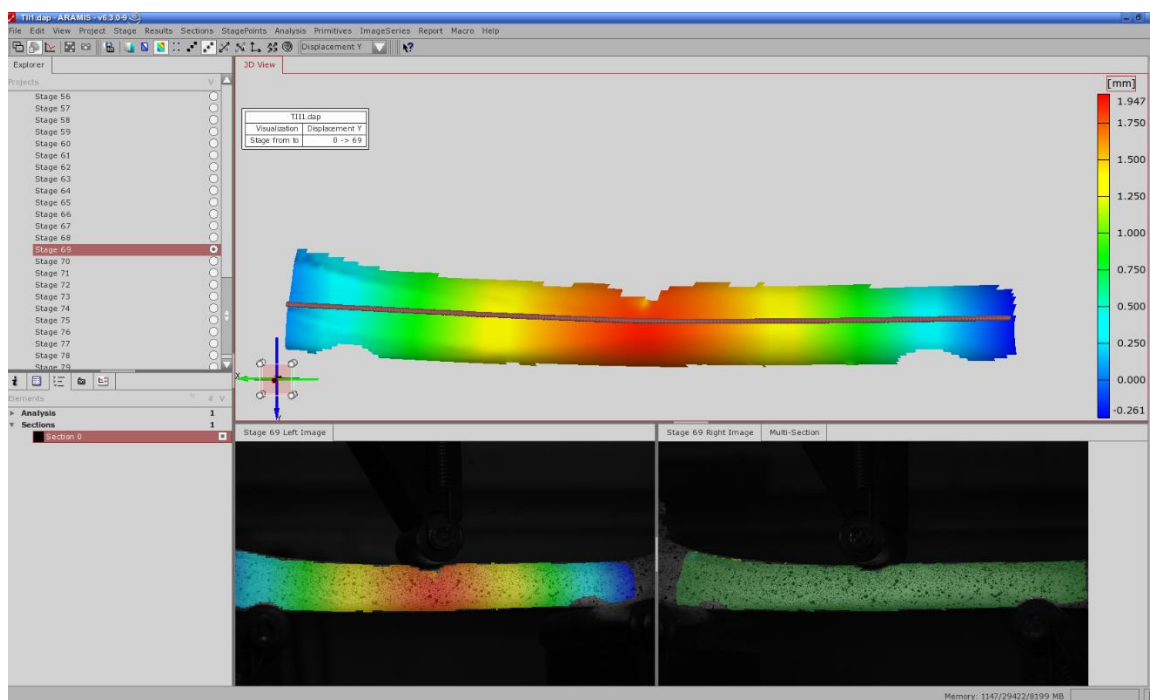 TII1.dap - ARAMIS - v6.3.0-9
File Edit View Project Stage Results Sections StagePoints Analysis Primitives ImageSeries Report Macro Help
Displacement Y
Explorer
3D View
Projects V
Stage 56
Stage 57
Stage 58
Stage 59
Stage 60
Stage 61
Stage 62
Stage 63
Stage 64
Stage 65
Stage 66
Stage 67
Stage 68
Stage 69
Stage 70
Stage 71
Stage 72
Stage 73
Stage 74
Stage 75
Stage 76
Stage 77
Stage 78
Stage 79
TII1.dap
Visualization Displacement Y
Stage from to 0 -> 69
[mm]
1.947
1.750
1.500
1.250
1.000
0.750
0.500
0.250
0.000
-0.261
X
Y
Elements # V
Analysis 1
Sections 1
Section 0
Stage 69 Left Image
Stage 69 Right Image Multi-Section
Memory: 1147/29422/8199 MB